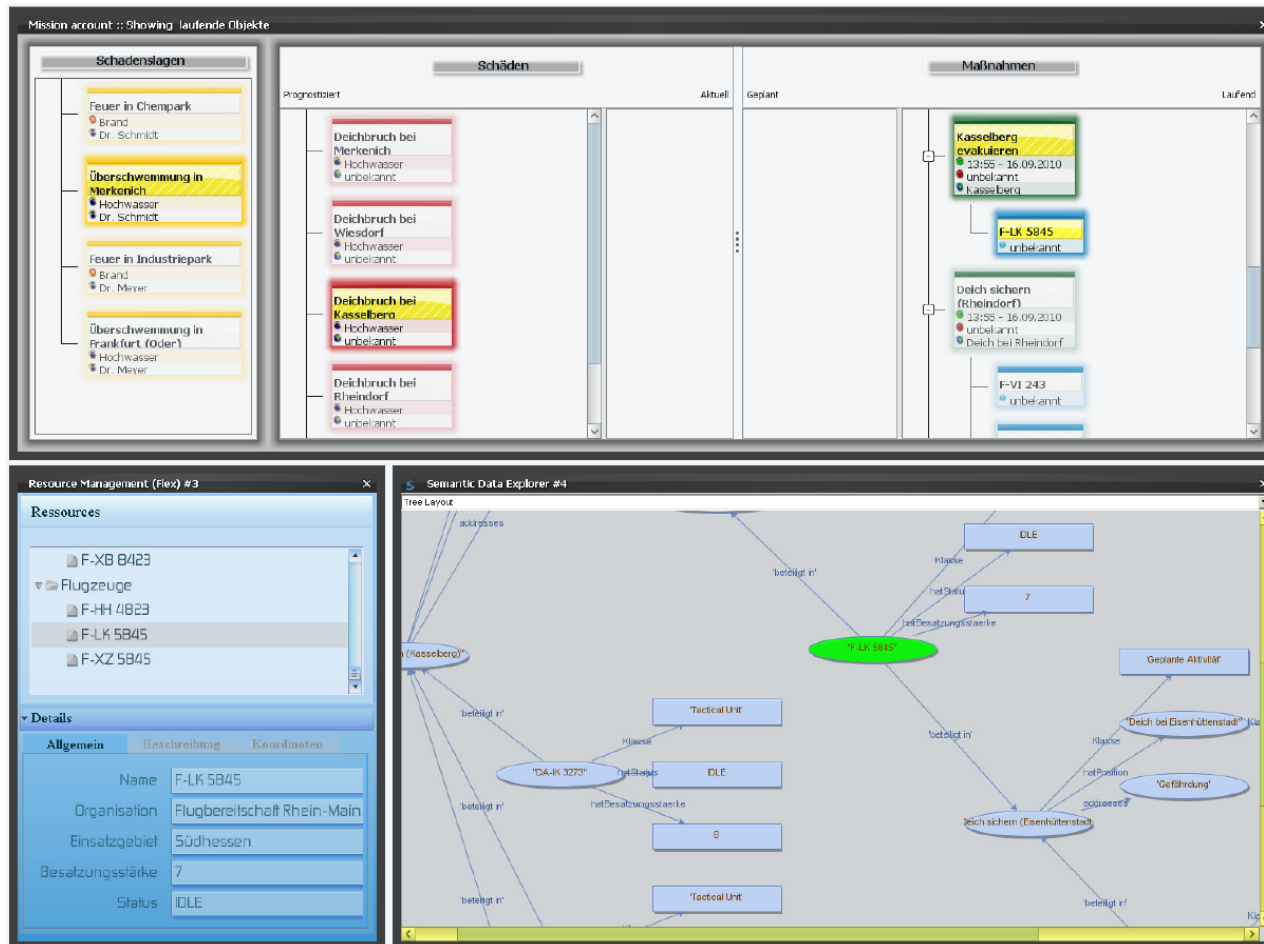 Mission account :: Showing laufende Objekte
Schadenslagen
Feuer in Chempark
Brand
Dr. Schmidt
Überschwemmung in
Merkenich
Hochwasser
Dr. Schmidt
Feuer in Industriepark
Brand
Dr. Meyer
Überschwemmung in
Frankfurt (Oder)
Hochwasser
Dr. Meyer
Schäden
Prognostiziert Aktuell
Deichbruch bei
Merkenich
Hochwasser
unbekannt
Deichbruch bei
Wiesdorf
Hochwasser
unbekannt
Deichbruch bei
Kasselberg
Hochwasser
unbekannt
Deichbruch bei
Rheindorf
Hochwasser
unbekannt
Maßnahmen
Geplant Laufend
Kasselberg
evakuieren
13:55 - 16.09.2010
unbekannt
Kasselberg
F-LK 5845
unbekannt
Deich sichern
(Rheindorf)
13:55 - 16.09.2010
unbekannt
Deich bei Rheindorf
F-VI 243
unbekannt
Resource Management (Flex) #3
Ressources
F-XB 8423
Flugzeuge
F-HH 4823
F-LK 5845
F-XZ 5845
Details
Allgemein Beschreibung Koordinaten
Name F-LK 5845
Organisation Flugbereitschaft Rhein-Main
Einsatzgebiet Südhessen
Besatzungsstärke 7
Status IDLE
Semantic Data Explorer #4
Tree Layout
addresses
IDLE
'beteiligt in'
Klasse
hatStatu
7
hatBesatzungsstaerke
"F-LK 5845"
(Kasselberg)"
'Geplante Aktivität'
'beteiligt in'
'Tactical Unit'
"Deich bei Eisenhüttenstadt"
'beteiligt in'
Klasse
Klasse
"DA-IK 3273"
hatStatus
IDLE
hatPosition
'Gefährdung'
'beteiligt in'
hatBesatzungsstaerke
addresses
eich sichern (Eisenhüttenstadt
8
'beteiligt in'
'Tactical Unit'
'beteiligt in'